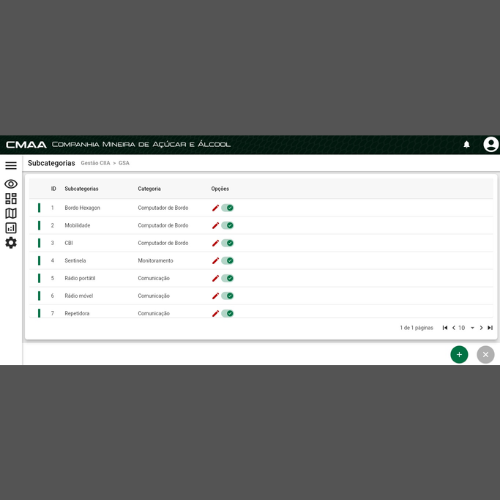 CMAA COMPANHIA MINEIRA DE AÇÚCAR E ÁLCOOL
Subcategorias Gestão CSA > GSA
ID Subcategorias Categoria Opções
1 Bordo Hexagon Computador de Bordo
2 Mobilidade Computador de Bordo
3 CBI Computador de Bordo
4 Sentinela Monitoramento
5 Rádio portátil Comunicação
6 Rádio móvel Comunicação
7 Repetidora Comunicação
1 de 1 páginas 10